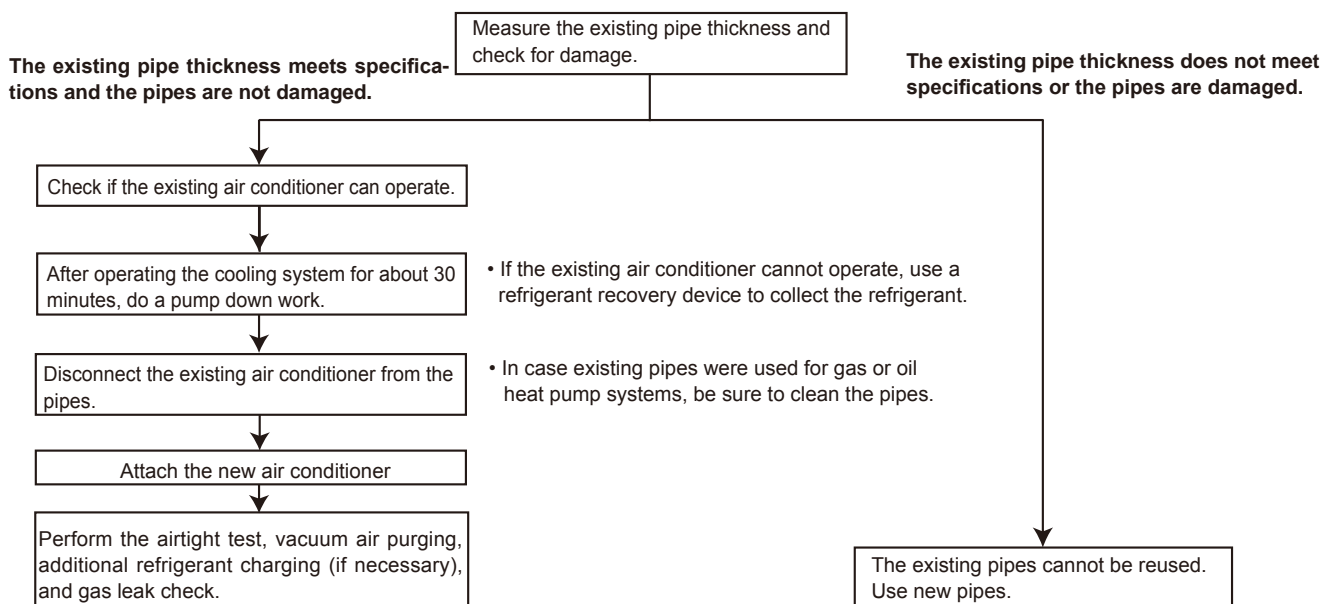 Measure the existing pipe thickness and
check for damage.
The existing pipe thickness meets specifica-
tions and the pipes are not damaged.
The existing pipe thickness does not meet
specifications or the pipes are damaged.
Check if the existing air conditioner can operate.
After operating the cooling system for about 30
minutes, do a pump down work.
• If the existing air conditioner cannot operate, use a
refrigerant recovery device to collect the refrigerant.
Disconnect the existing air conditioner from the
pipes.
• In case existing pipes were used for gas or oil
heat pump systems, be sure to clean the pipes.
Attach the new air conditioner
Perform the airtight test, vacuum air purging,
additional refrigerant charging (if necessary),
and gas leak check.
The existing pipes cannot be reused.
Use new pipes.